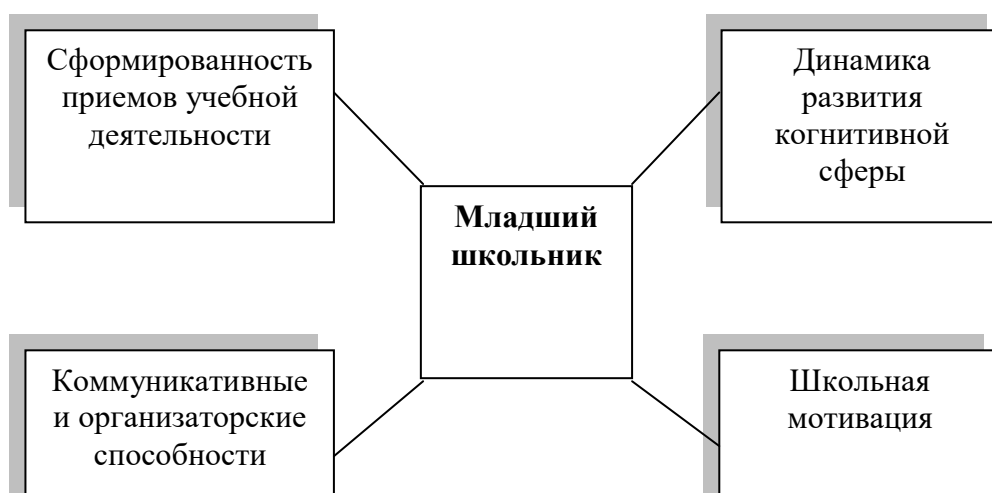 Сформированность
приемов учебной
деятельности
Динамика
развития
когнитивной
сферы
Младший
школьник
Коммуникативные
и организаторские
способности
Школьная
мотивация